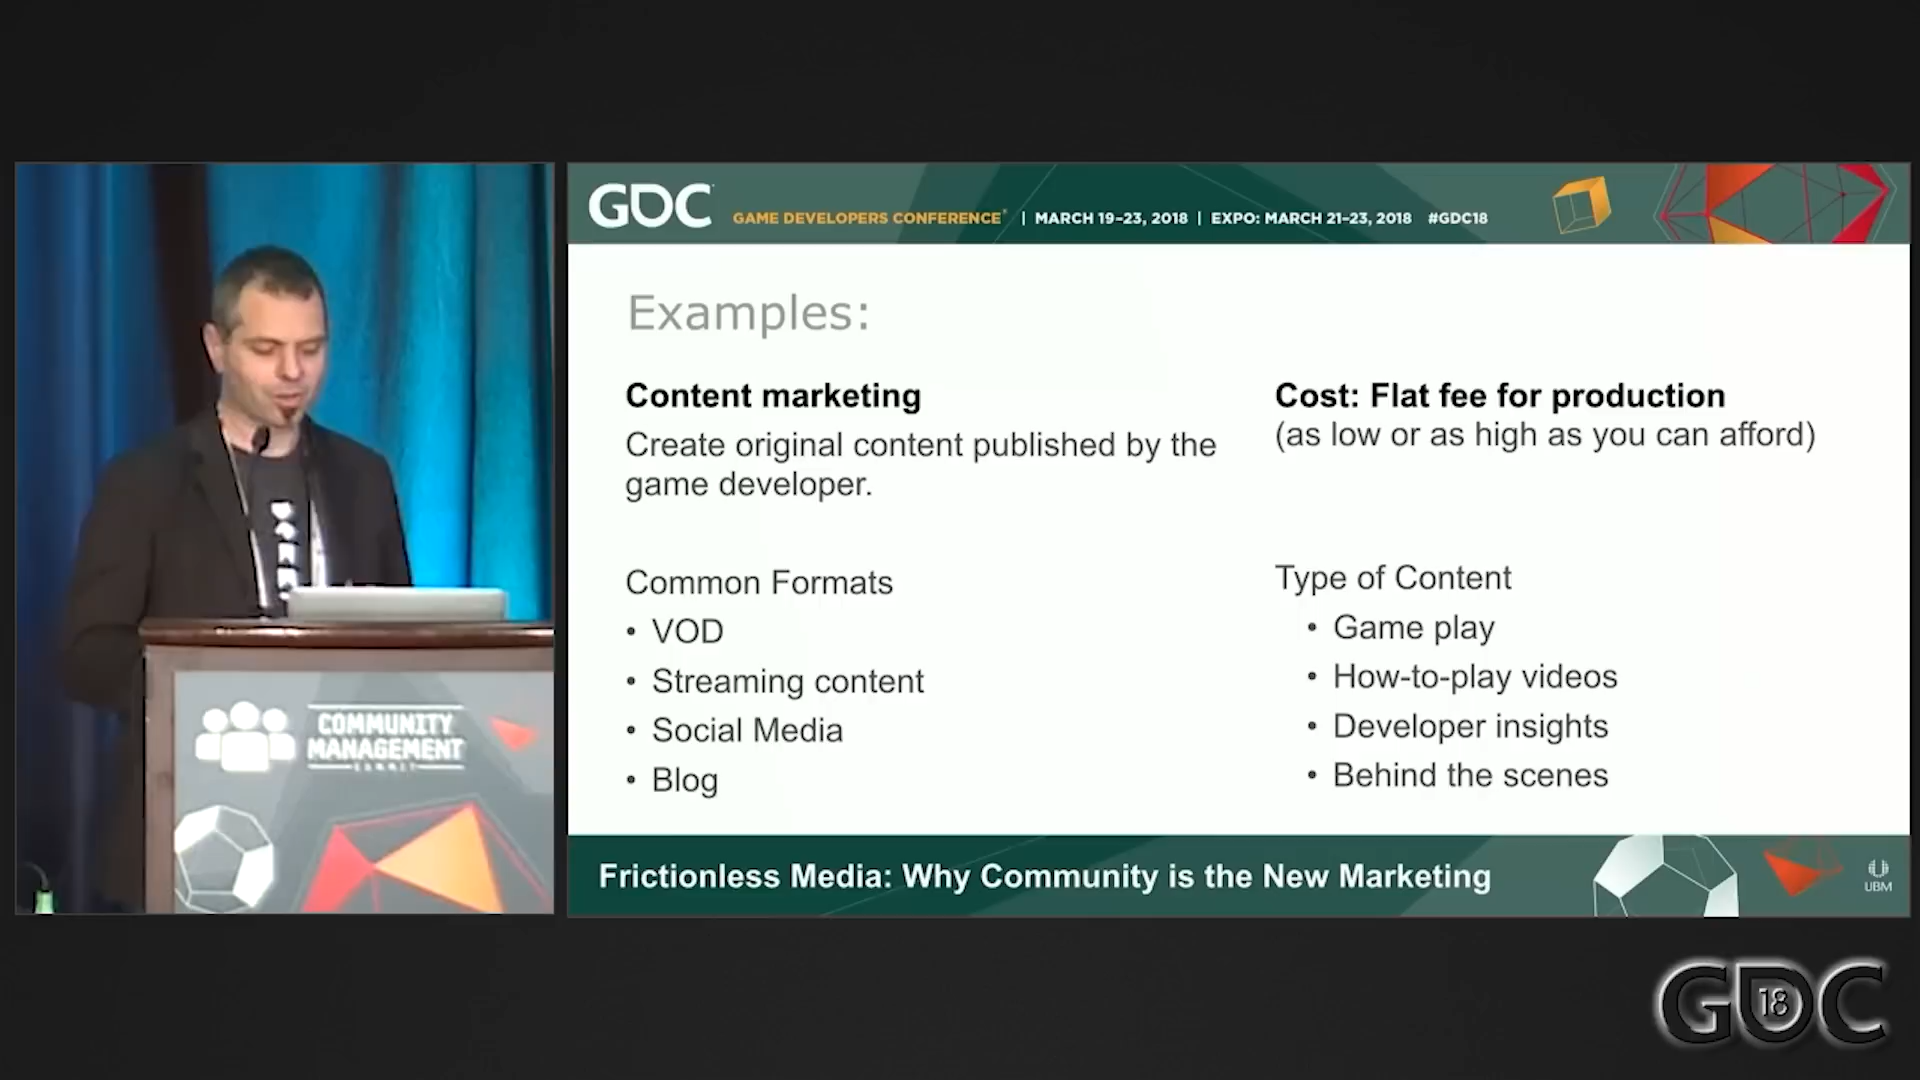 GDC
GAME DEVELOPERS CONFERENCE® | MARCH 19–23, 2018 | EXPO: MARCH 21–23, 2018 #GDC18
Examples:
Content marketing
Create original content published by the
game developer.
Cost: Flat fee for production
(as low or as high as you can afford)
Common Formats
• VOD
• Streaming content
• Social Media
• Blog
Type of Content
• Game play
• How-to-play videos
• Developer insights
• Behind the scenes
Frictionless Media: Why Community is the New Marketing
UBM
COMMUNITY
MANAGEMENT
SUMMIT
GDC
18